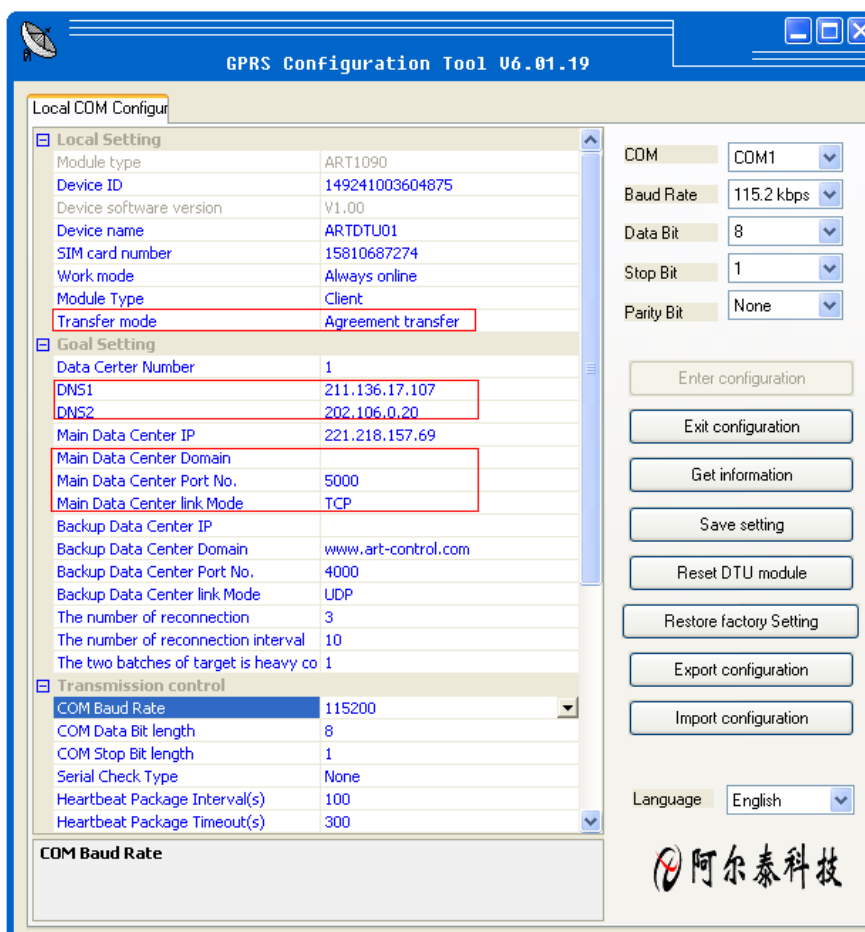 GPRS Configuration Tool V6.01.19
Local COM Configur
Local Setting
Module type ART1090
Device ID 149241003604875
Device software version V1.00
Device name ARTDTU01
SIM card number 15810687274
Work mode Always online
Module Type Client
Transfer mode Agreement transfer
Goal Setting
Data Certer Number 1
DNS1 211.136.17.107
DNS2 202.106.0.20
Main Data Center IP 221.218.157.69
Main Data Center Domain
Main Data Center Port No. 5000
Main Data Center link Mode TCP
Backup Data Center IP
Backup Data Center Domain www.art-control.com
Backup Data Center Port No. 4000
Backup Data Center link Mode UDP
The number of reconnection 3
The number of reconnection interval 10
The two batches of target is heavy co 1
Transmission control
COM Baud Rate 115200
COM Data Bit length 8
COM Stop Bit length 1
Serial Check Type None
Heartbeat Package Interval(s) 100
Heartbeat Package Timeout(s) 300
COM Baud Rate
COM COM1
Baud Rate 115.2 kbps
Data Bit 8
Stop Bit 1
Parity Bit None
Enter configuration
Exit configuration
Get information
Save setting
Reset DTU module
Restore factory Setting
Export configuration
Import configuration
Language English
阿尔泰科技